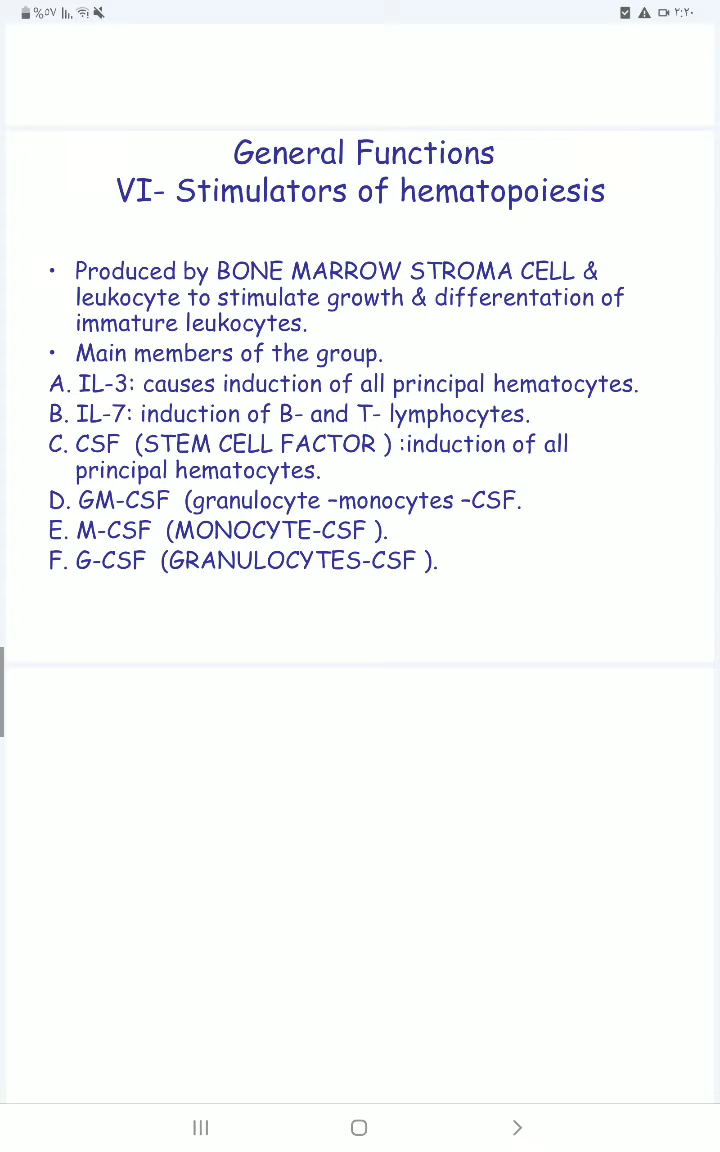 %٥٧
٢:٢٠
General Functions
VI- Stimulators of hematopoiesis
• Produced by BONE MARROW STROMA CELL &
leukocyte to stimulate growth & differentation of
immature leukocytes.
• Main members of the group.
A. IL-3: causes induction of all principal hematocytes.
B. IL-7: induction of B- and T- lymphocytes.
C. CSF (STEM CELL FACTOR ) :induction of all
principal hematocytes.
D. GM-CSF (granulocyte –monocytes –CSF.
E. M-CSF (MONOCYTE-CSF ).
F. G-CSF (GRANULOCYTES-CSF ).